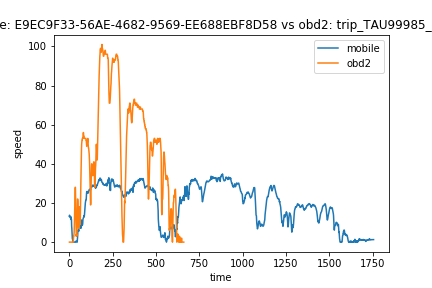 e: E9EC9F33-56AE-4682-9569-EE688EBF8D58 vs obd2: trip_TAU99985_
mobile
obd2
100
80
60
40
20
0
speed
0 250 500 750 1000 1250 1500 1750
time